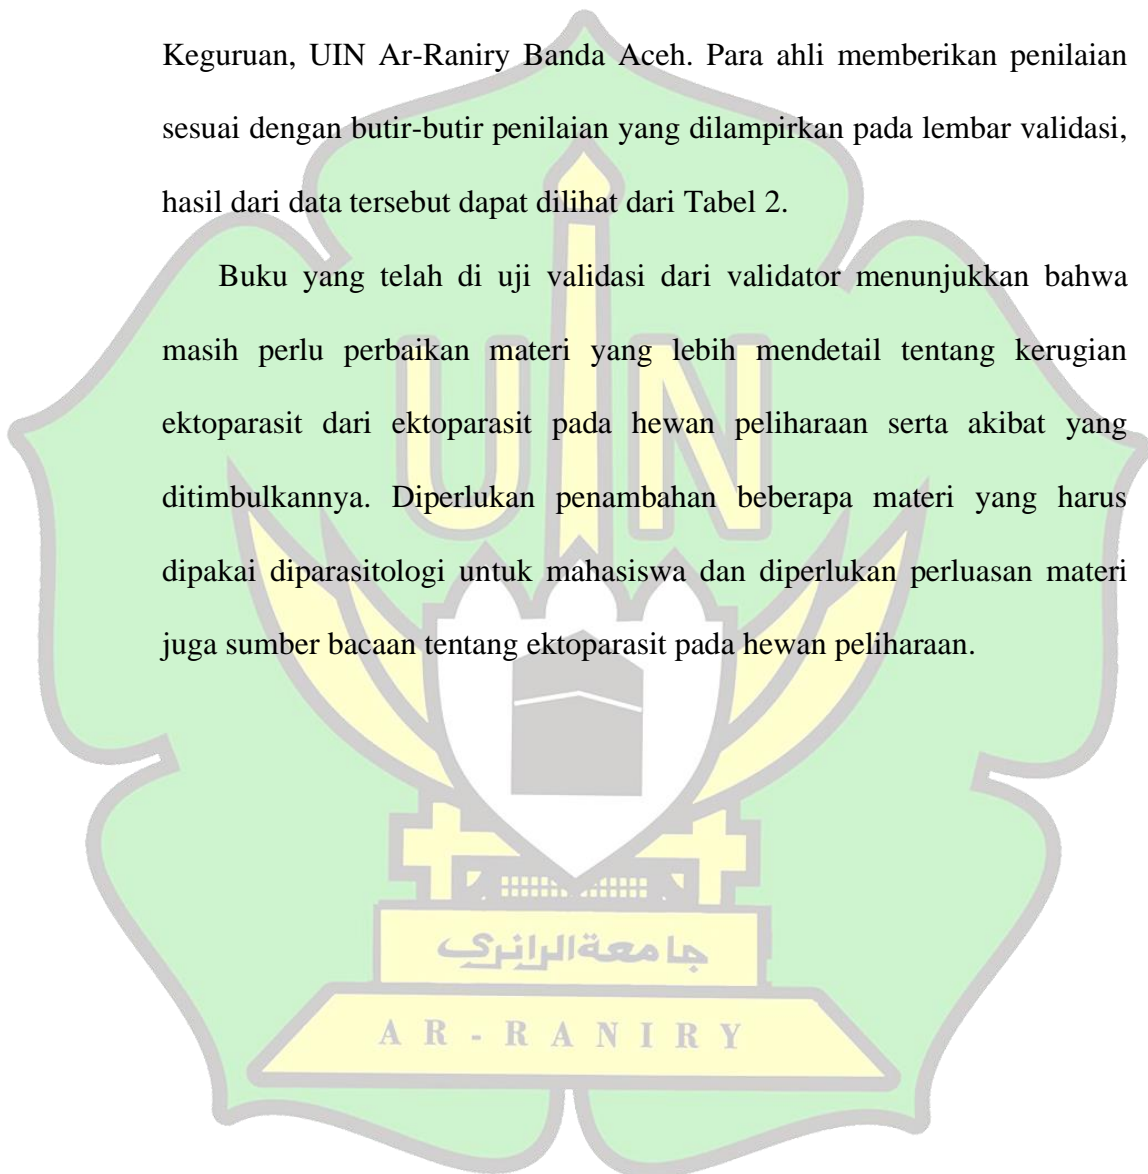 Keguruan, UIN Ar-Raniry Banda Aceh. Para ahli memberikan penilaian
sesuai dengan butir-butir penilaian yang dilampirkan pada lembar validasi,
hasil dari data tersebut dapat dilihat dari Tabel 2.
Buku yang telah di uji validasi dari validator menunjukkan bahwa
masih perlu perbaikan materi yang lebih mendetail tentang kerugian
ektoparasit dari ektoparasit pada hewan peliharaan serta akibat yang
ditimbulkannya. Diperlukan penambahan beberapa materi yang harus
dipakai diparasitologi untuk mahasiswa dan diperlukan perluasan materi
juga sumber bacaan tentang ektoparasit pada hewan peliharaan.
UIN
جامعة الرانري
AR-RANIRY